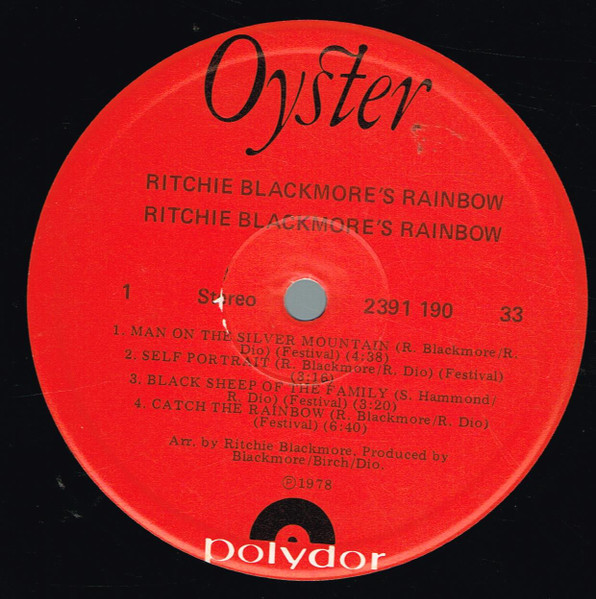 Oyster
RITCHIE BLACKMORE'S RAINBOW
RITCHIE BLACKMORE'S RAINBOW
1 Stereo 2391 190 33
1. MAN ON THE SILVER MOUNTAIN (R. Blackmore/R.
Dio) (Festival) (4:38)
2. SELF PORTRAIT (R. Blackmore/R. Dio) (Festival)
(3:16)
3. BLACK SHEEP OF THE FAMILY (S. Hammond/
R. Dio) (Festival) (3:20)
4. CATCH THE RAINBOW (R. Blackmore/R. Dio)
(Festival) (6:40)
Arr. by Ritchie Blackmore, Produced by
Blackmore/Birch/Dio.
Ⓟ1978
polydor